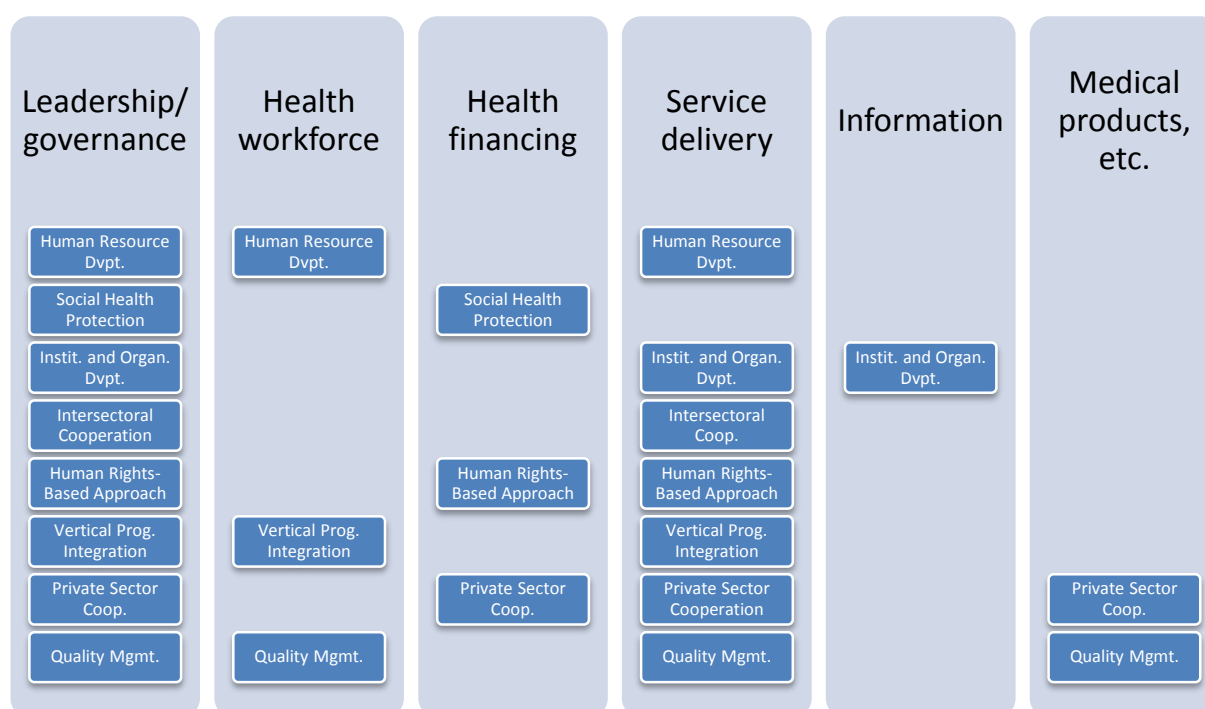 Leadership/
governance
Human Resource
Dvpt.
Social Health
Protection
Instit. and Organ.
Dvpt.
Intersectoral
Cooperation
Human Rights-
Based Approach
Vertical Prog.
Integration
Private Sector
Coop.
Quality Mgmt.
Health
workforce
Human Resource
Dvpt.
Vertical Prog.
Integration
Quality Mgmt.
Health
financing
Social Health
Protection
Human Rights-
Based Approach
Private Sector
Coop.
Service
delivery
Human Resource
Dvpt.
Instit. and Organ.
Dvpt.
Intersectoral
Coop.
Human Rights-
Based Approach
Vertical Prog.
Integration
Private Sector
Cooperation
Quality Mgmt.
Information
Instit. and Organ.
Dvpt.
Medical
products,
etc.
Private Sector
Coop.
Quality Mgmt.